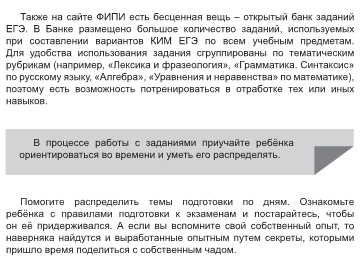 Также на сайте ФИПИ есть бесценная вещь – открытый банк заданий
ЕГЭ. В Банке размещено большое количество заданий, используемых
при составлении вариантов КИМ ЕГЭ по всем учебным предметам.
Для удобства использования задания сгруппированы по тематическим
рубрикам (например, «Лексика и фразеология», «Грамматика. Синтаксис»
по русскому языку, «Алгебра», «Уравнения и неравенства» по математике),
поэтому есть возможность потренироваться в отработке тех или иных
навыков.
В процессе работы с заданиями приучайте ребёнка
ориентироваться во времени и уметь его распределять.
Помогите распределить темы подготовки по дням. Ознакомьте
ребёнка с правилами подготовки к экзаменам и постарайтесь, чтобы
он её придерживался. А если вы вспомните свой собственный опыт, то
наверняка найдутся и выработанные опытным путем секреты, которыми
пришло время поделиться с собственным чадом.